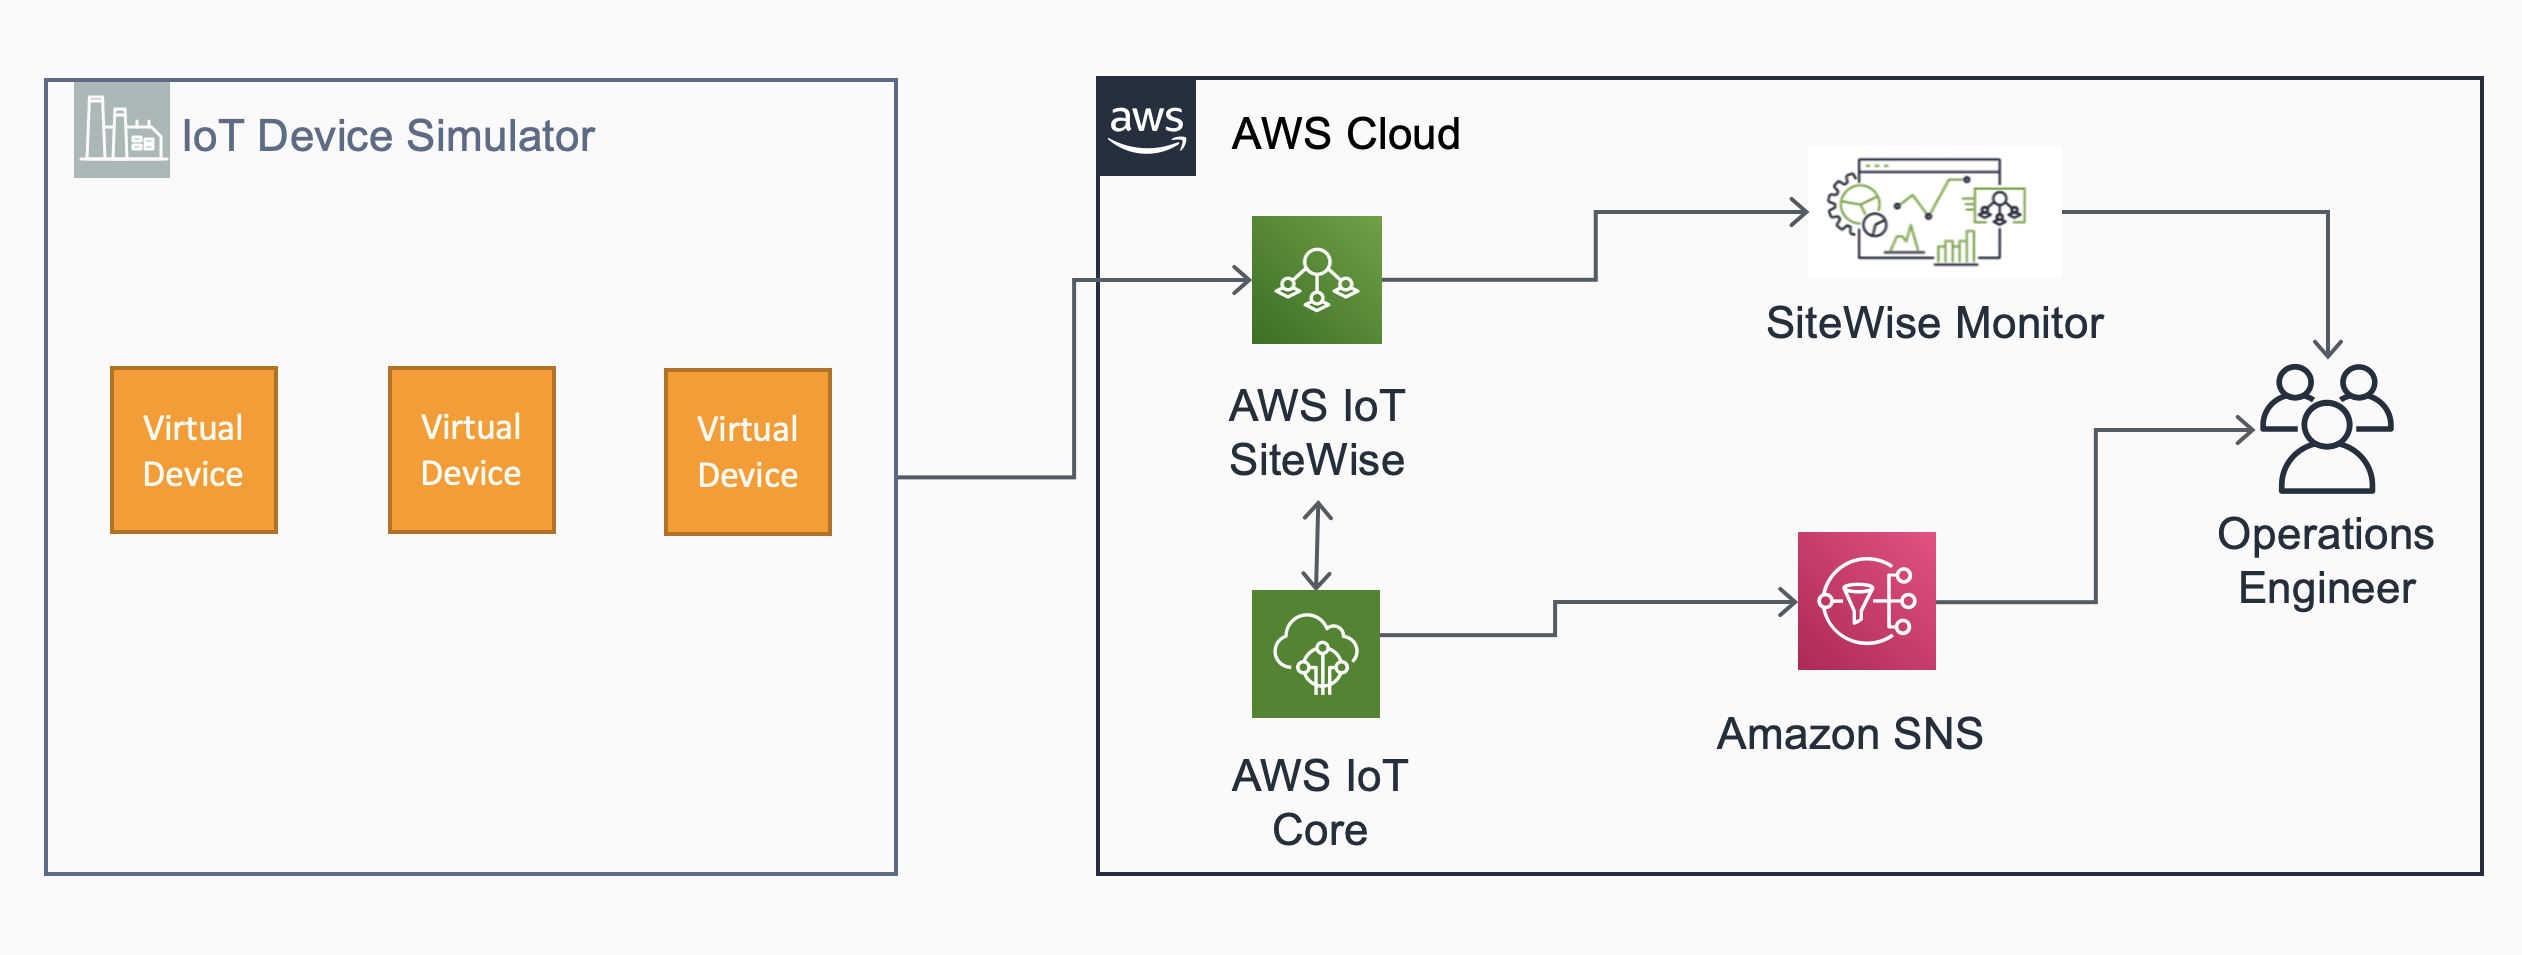 IoT Device Simulator
Virtual
Device
Virtual
Device
Virtual
Device
aws
AWS Cloud
AWS IoT
SiteWise
SiteWise Monitor
AWS IoT
Core
Amazon SNS
Operations
Engineer